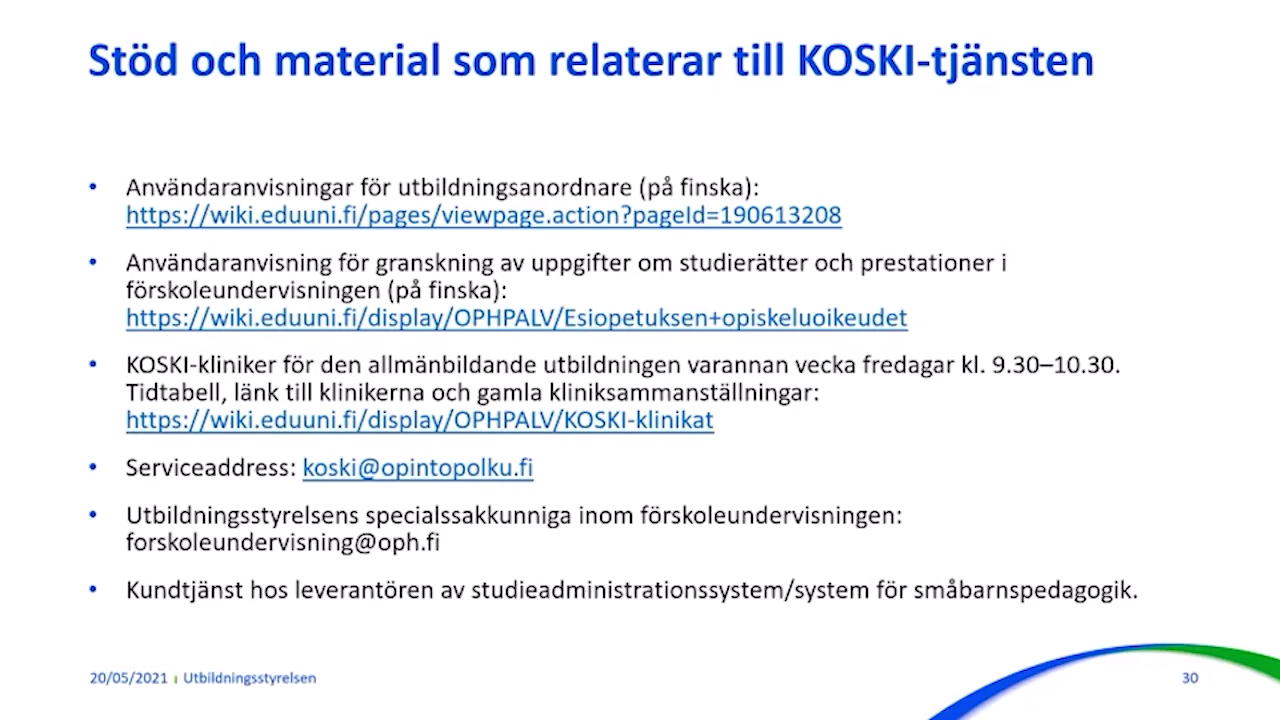 Stöd och material som relaterar till KOSKI-tjänsten
• Användaranvisningar för utbildningsanordnare (på finska):
https://wiki.eduuni.fi/pages/viewpage.action?pageId=190613208
• Användaranvisning för granskning av uppgifter om studierätter och prestationer i
förskoleundervisningen (på finska):
https://wiki.eduuni.fi/display/OPHPALV/Esiopetuksen+opiskeluoikeudet
• KOSKI-kliniker för den allmänbildande utbildningen varannan vecka fredagar kl. 9.30–10.30.
Tidtabell, länk till klinikerna och gamla kliniksammanställningar:
https://wiki.eduuni.fi/display/OPHPALV/KOSKI-klinikat
• Serviceaddress: koski@opintopolku.fi
• Utbildningsstyrelsens specialssakkunniga inom förskoleundervisningen:
forskoleundervisning@oph.fi
• Kundtjänst hos leverantören av studieadministrationssystem/system för småbarnspedagogik.
20/05/2021 | Utbildningsstyrelsen 30